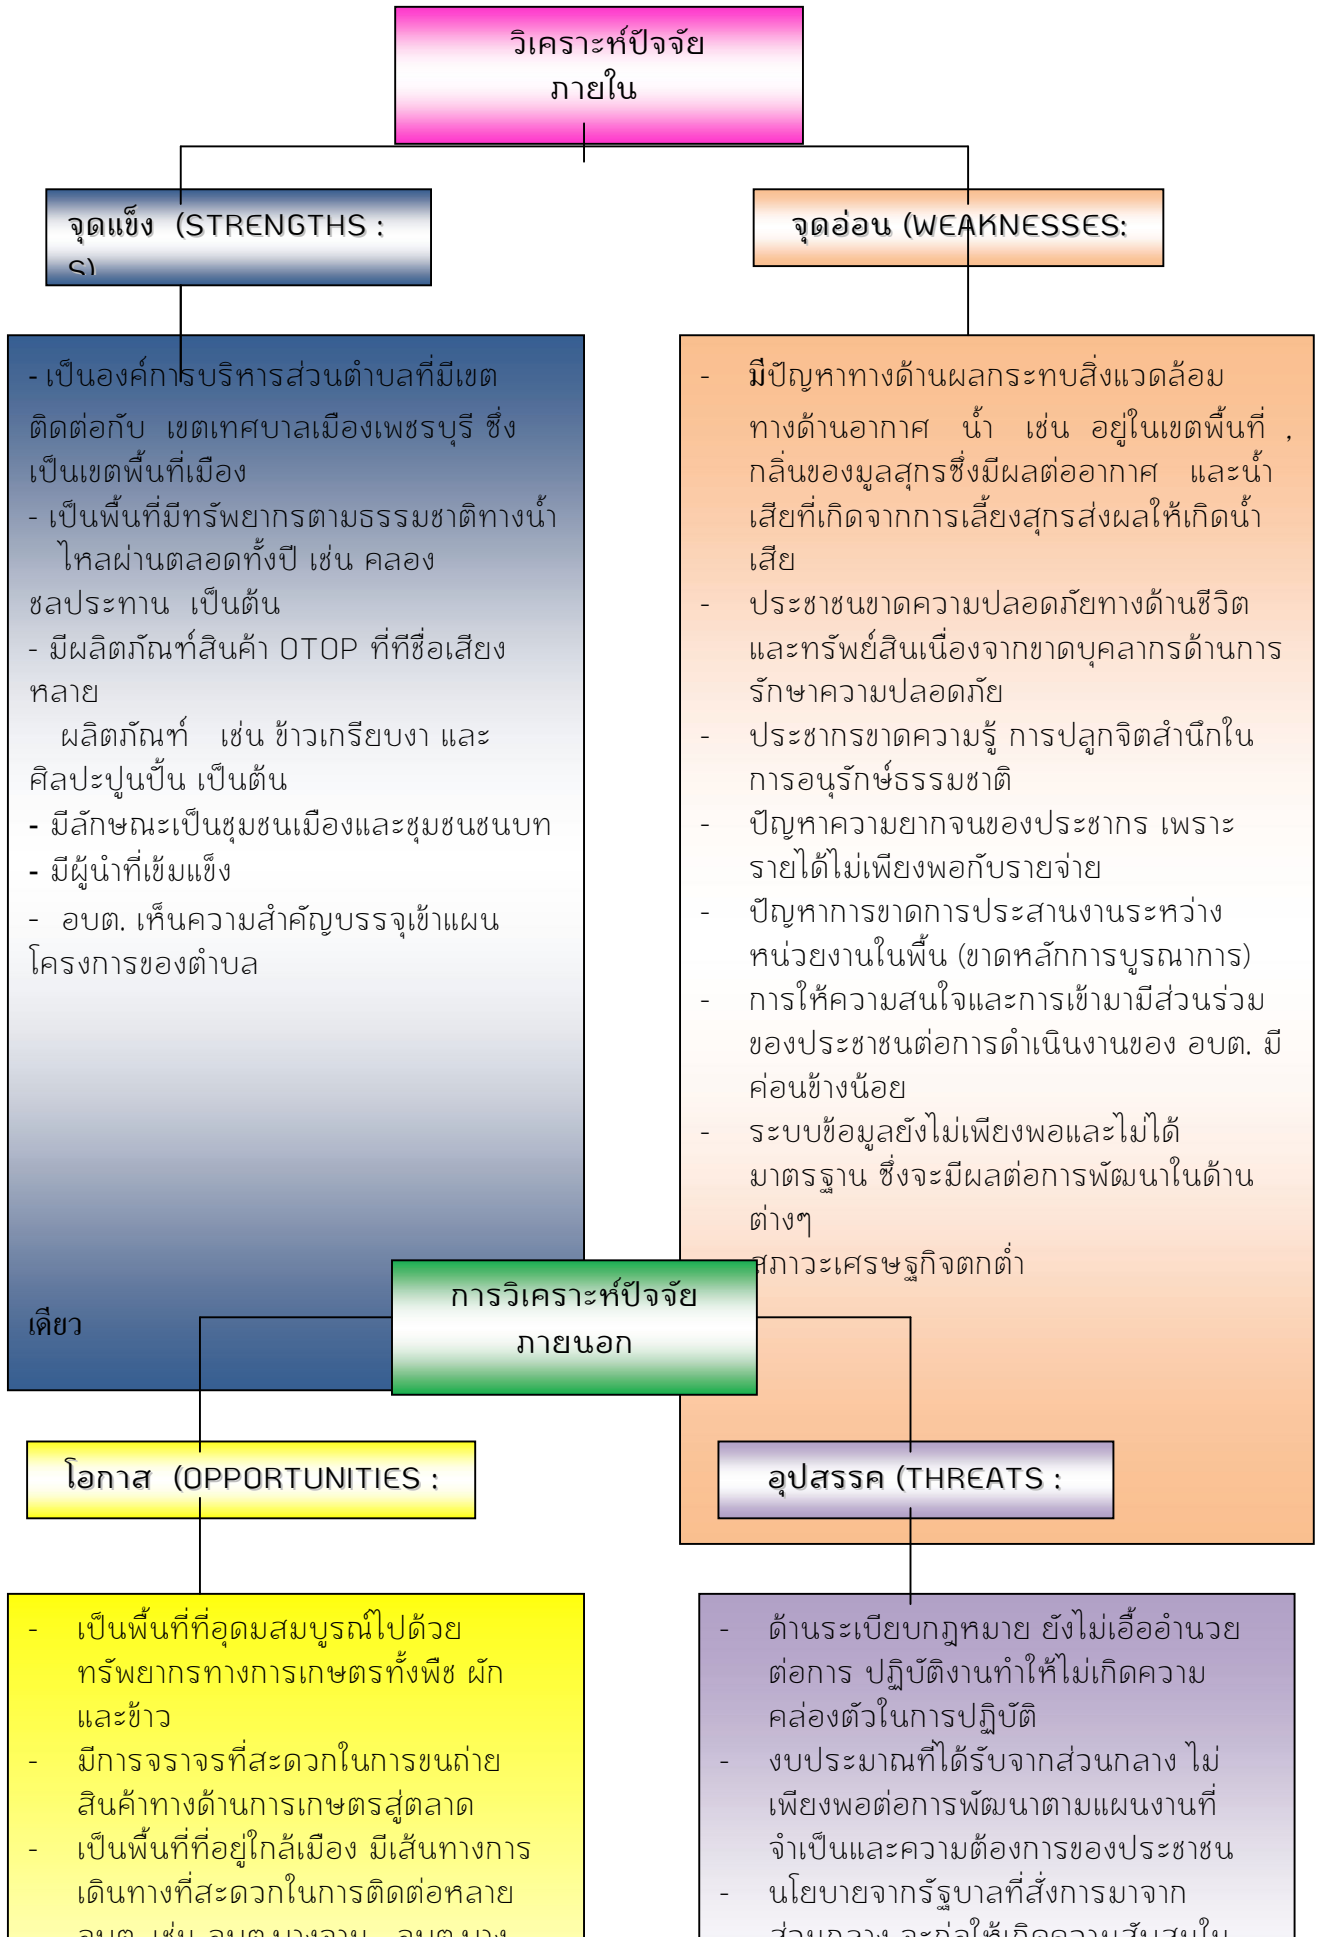 วิเคราะห์ปัจจัย
ภายใน
จุดแข็ง (STRENGTHS :
S)
จุดอ่อน (WEAKNESSES:
- เป็นองค์การบริหารส่วนตำบลที่มีเขต
ติดต่อกับ เขตเทศบาลเมืองเพชรบุรี ซึ่ง
เป็นเขตพื้นที่เมือง
- เป็นพื้นที่มีทรัพยากรตามธรรมชาติทางน้ำ
ไหลผ่านตลอดทั้งปี เช่น คลอง
ชลประทาน เป็นต้น
- มีผลิตภัณฑ์สินค้า OTOP ที่ทีชื่อเสียง
หลาย
ผลิตภัณฑ์ เช่น ข้าวเกรียบงา และ
ศิลปะปูนปั้น เป็นต้น
- มีลักษณะเป็นชุมชนเมืองและชุมชนชนบท
- มีผู้นำที่เข้มแข็ง
- อบต. เห็นความสำคัญบรรจุเข้าแผน
โครงการของตำบล
เดียว
- มีปัญหาทางด้านผลกระทบสิ่งแวดล้อม
ทางด้านอากาศ น้ำ เช่น อยู่ในเขตพื้นที่ ,
กลิ่นของมูลสุกรซึ่งมีผลต่ออากาศ และน้ำ
เสียที่เกิดจากการเลี้ยงสุกรส่งผลให้เกิดน้ำ
เสีย
- ประชาชนขาดความปลอดภัยทางด้านชีวิต
และทรัพย์สินเนื่องจากขาดบุคลากรด้านการ
รักษาความปลอดภัย
- ประชากรขาดความรู้ การปลูกจิตสำนึกใน
การอนุรักษ์ธรรมชาติ
- ปัญหาความยากจนของประชากร เพราะ
รายได้ไม่เพียงพอกับรายจ่าย
- ปัญหาการขาดการประสานงานระหว่าง
หน่วยงานในพื้น (ขาดหลักการบูรณาการ)
- การให้ความสนใจและการเข้ามามีส่วนร่วม
ของประชาชนต่อการดำเนินงานของ อบต. มี
ค่อนข้างน้อย
- ระบบข้อมูลยังไม่เพียงพอและไม่ได้
มาตรฐาน ซึ่งจะมีผลต่อการพัฒนาในด้าน
ต่างๆ
สภาวะเศรษฐกิจตกต่ำ
การวิเคราะห์ปัจจัย
ภายนอก
โอกาส (OPPORTUNITIES :
อุปสรรค (THREATS :
- เป็นพื้นที่ที่อุดมสมบูรณ์ไปด้วย
ทรัพยากรทางการเกษตรทั้งพืช ผัก
และข้าว
- มีการจราจรที่สะดวกในการขนถ่าย
สินค้าทางด้านการเกษตรสู่ตลาด
- เป็นพื้นที่ที่อยู่ใกล้เมือง มีเส้นทางการ
เดินทางที่สะดวกในการติดต่อหลาย
อบต. เช่น อบต.บางจาน อบต.บาง
- ด้านระเบียบกฎหมาย ยังไม่เอื้ออำนวย
ต่อการ ปฏิบัติงานทำให้ไม่เกิดความ
คล่องตัวในการปฏิบัติ
- งบประมาณที่ได้รับจากส่วนกลาง ไม่
เพียงพอต่อการพัฒนาตามแผนงานที่
จำเป็นและความต้องการของประชาชน
- นโยบายจากรัฐบาลที่สั่งการมาจาก
ส่วนกลาง จะก่อให้เกิดความสับสนใน